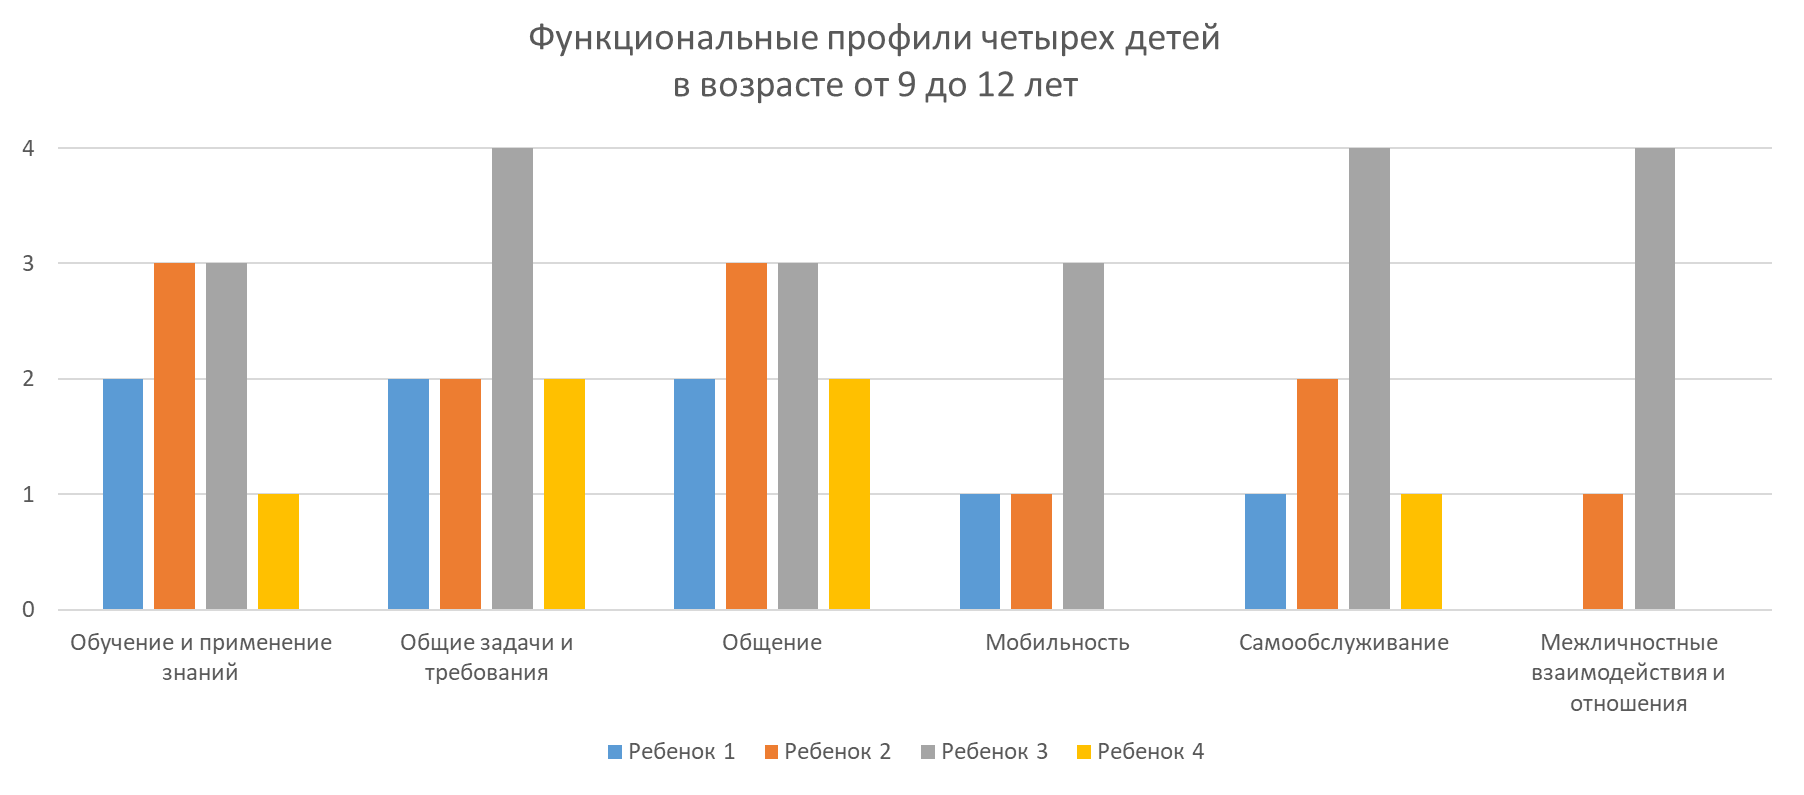 Функциональные профили четырех детей
в возрасте от 9 до 12 лет
4
3
2
1
0
Обучение и применение
знаний
Общие задачи и
требования
Общение
Мобильность
Самообслуживание
Межличностные
взаимодействия и
отношения
Ребенок 1
Ребенок 2
Ребенок 3
Ребенок 4